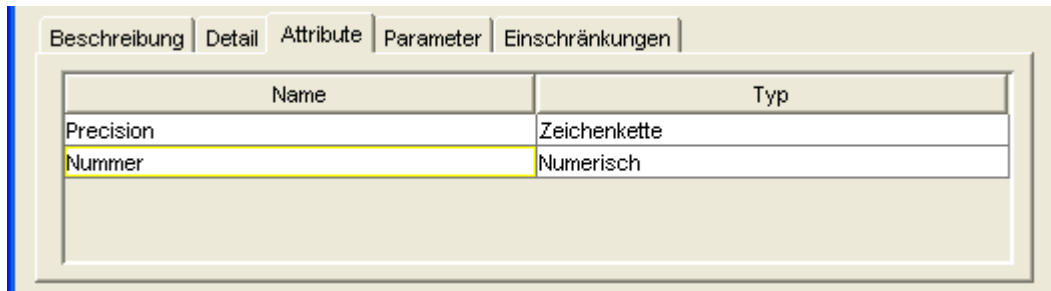 Beschreibung Detail Attribute Parameter Einschränkungen
Name Typ
Precision Zeichenkette
Nummer Numerisch